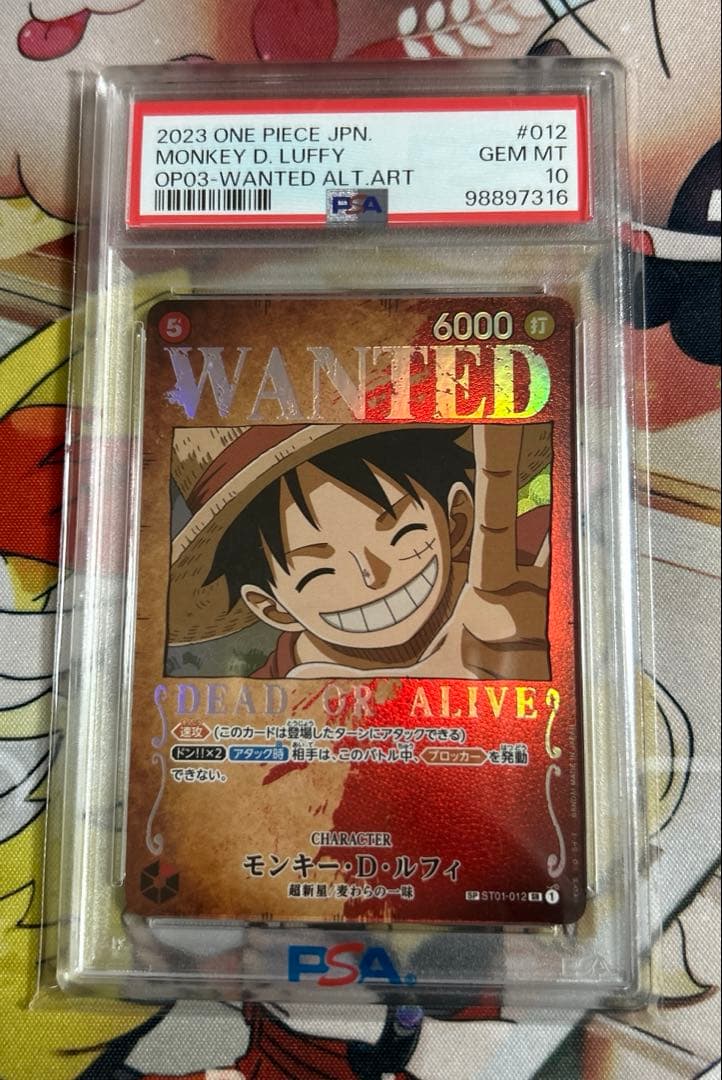 2023 ONE PIECE JPN. #012
MONKEY D. LUFFY GEM MT
OP03-WANTED ALT.ART 10
PSA 98897316
5 6000 打
WANTED
DEAD OR ALIVE
速攻 (このカードは登場したターンにアタックできる)
ドン!!×2 アタック時 相手は、このバトル中、ブロッカー を発動
できない。
CHARACTER
モンキー・D・ルフィ
超新星/麦わらの一味
SP ST01-012 SR 1
PSA